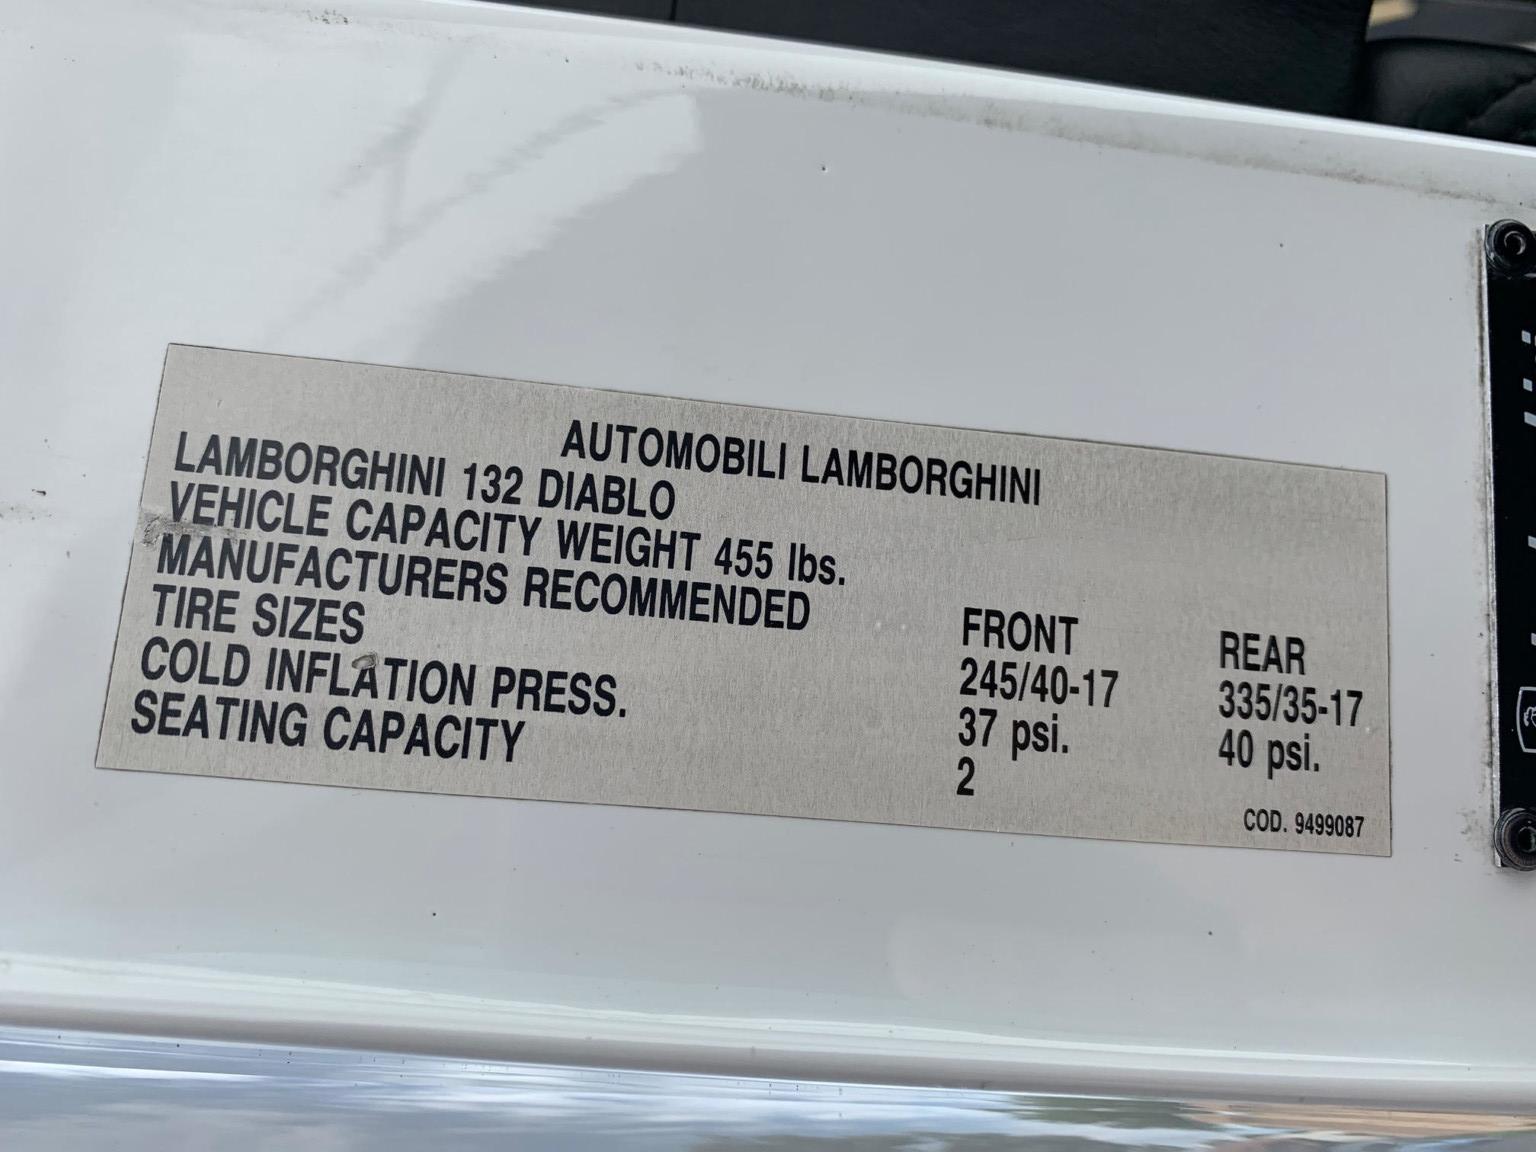 AUTOMOBILI LAMBORGHINI
LAMBORGHINI 132 DIABLO
VEHICLE CAPACITY WEIGHT 455 lbs.
MANUFACTURERS RECOMMENDED FRONT REAR
TIRE SIZES 245/40-17 335/35-17
COLD INFLATION PRESS. 37 psi. 40 psi.
SEATING CAPACITY 2
COD. 9499087